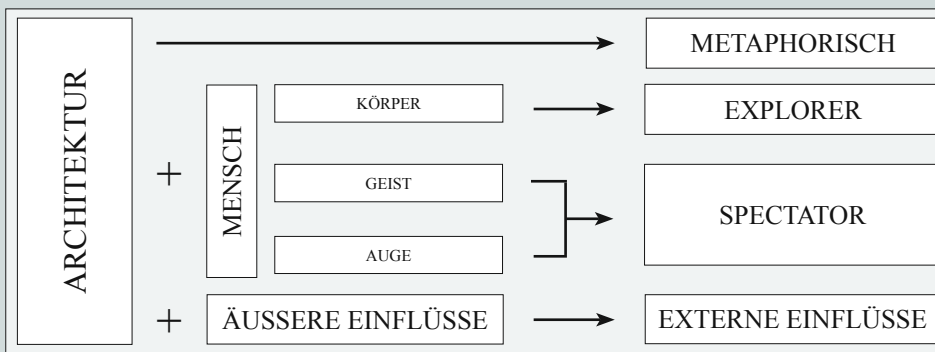 ARCHITEKTUR
METAPHORISCH
+
MENSCH
KÖRPER
EXPLORER
GEIST
AUGE
SPECTATOR
+
ÄUSSERE EINFLÜSSE
EXTERNE EINFLÜSSE